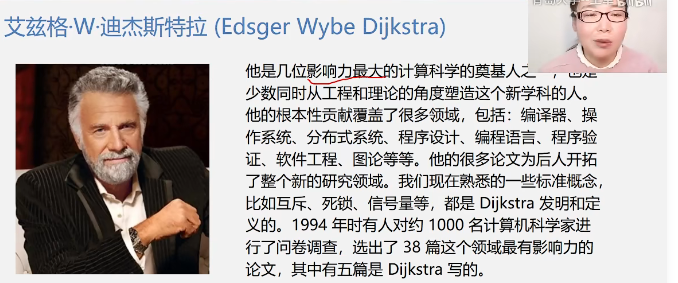 艾兹格·W·迪杰斯特拉 (Edsger Wybe Dijkstra)
他是几位影响力最大的计算科学的奠基人之一，也是
少数同时从工程和理论的角度塑造这个新学科的人。
他的根本性贡献覆盖了很多领域，包括：编译器、操
作系统、分布式系统、程序设计、编程语言、程序验
证、软件工程、图论等等。他的很多论文为后人开拓
了整个新的研究领域。我们现在熟悉的一些标准概念，
比如互斥、死锁、信号量等，都是 Dijkstra 发明和定
义的。1994 年时有人对约 1000 名计算机科学家进
行了问卷调查，选出了 38 篇这个领域最有影响力的
论文，其中有五篇是 Dijkstra 写的。